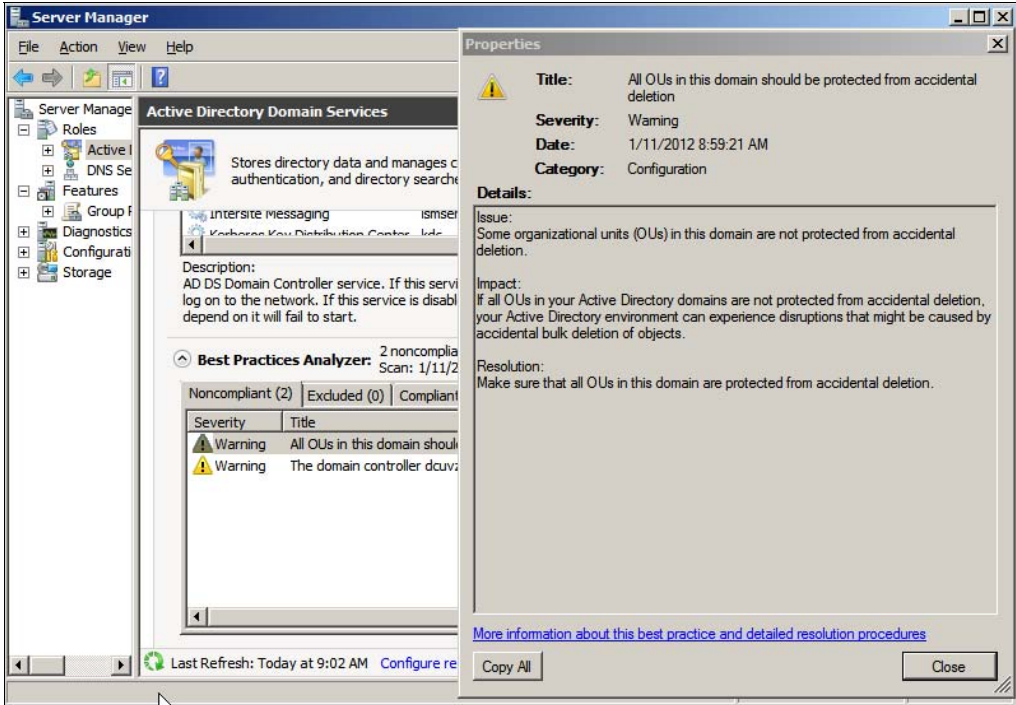 Server Manager
File Action View Help
Server Manage
Roles
Active
DNS Se
Features
Group
Diagnostics
Configurati
Storage
Active Directory Domain Services
Stores directory data and manages c
authentication, and directory searche
Intersite Messaging ismser
Kerberos Key Distribution Center kdc
Description:
AD DS Domain Controller service. If this servi
log on to the network. If this service is disabl
depend on it will fail to start.
Best Practices Analyzer: 2 noncomplia
Scan: 1/11/2
Noncompliant (2) Excluded (0) Compliant
Severity Title
Warning All OUs in this domain shoul
Warning The domain controller dcuvz
Last Refresh: Today at 9:02 AM Configure re
Properties
Title: All OUs in this domain should be protected from accidental
deletion
Severity: Warning
Date: 1/11/2012 8:59:21 AM
Category: Configuration
Details:
Issue:
Some organizational units (OUs) in this domain are not protected from accidental
deletion.
Impact:
If all OUs in your Active Directory domains are not protected from accidental deletion,
your Active Directory environment can experience disruptions that might be caused by
accidental bulk deletion of objects.
Resolution:
Make sure that all OUs in this domain are protected from accidental deletion.
More information about this best practice and detailed resolution procedures
Copy All Close